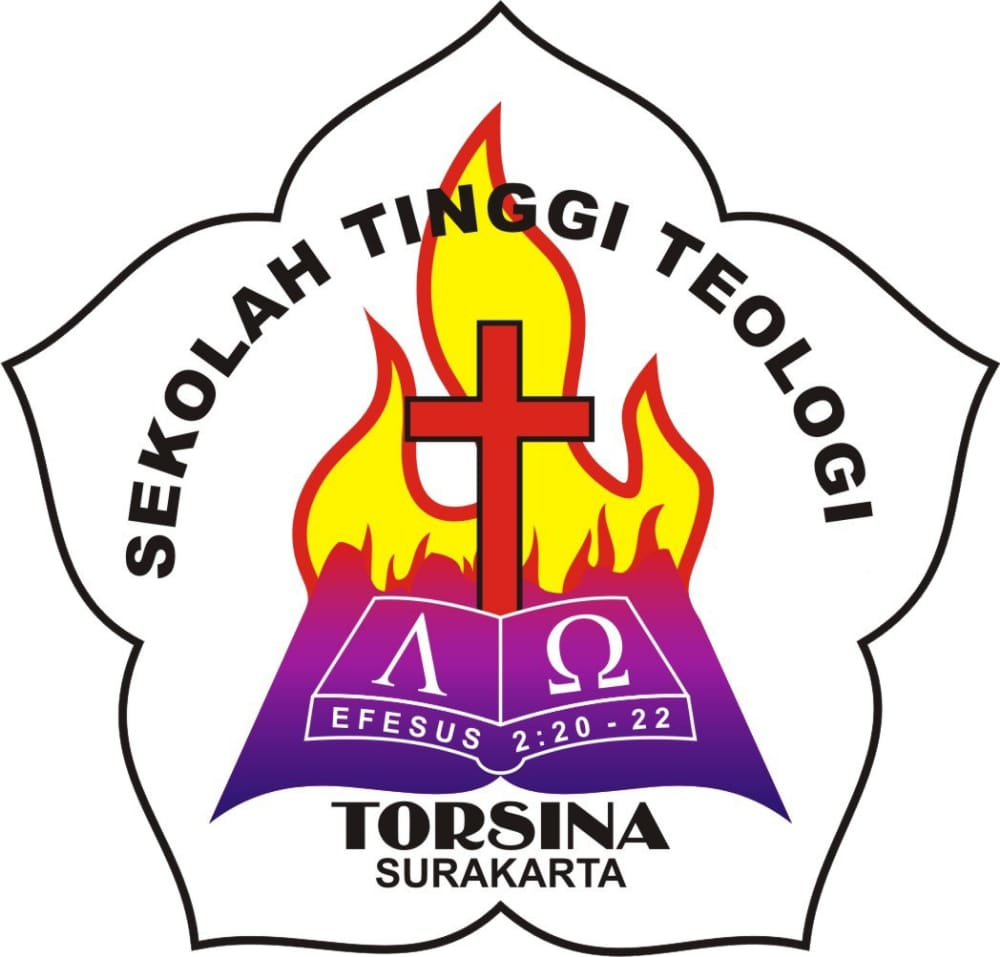 SEKOLAH TINGGI TEOLOGI
Λ Ω
EFESUS 2:20 - 22
TORSINA
SURAKARTA